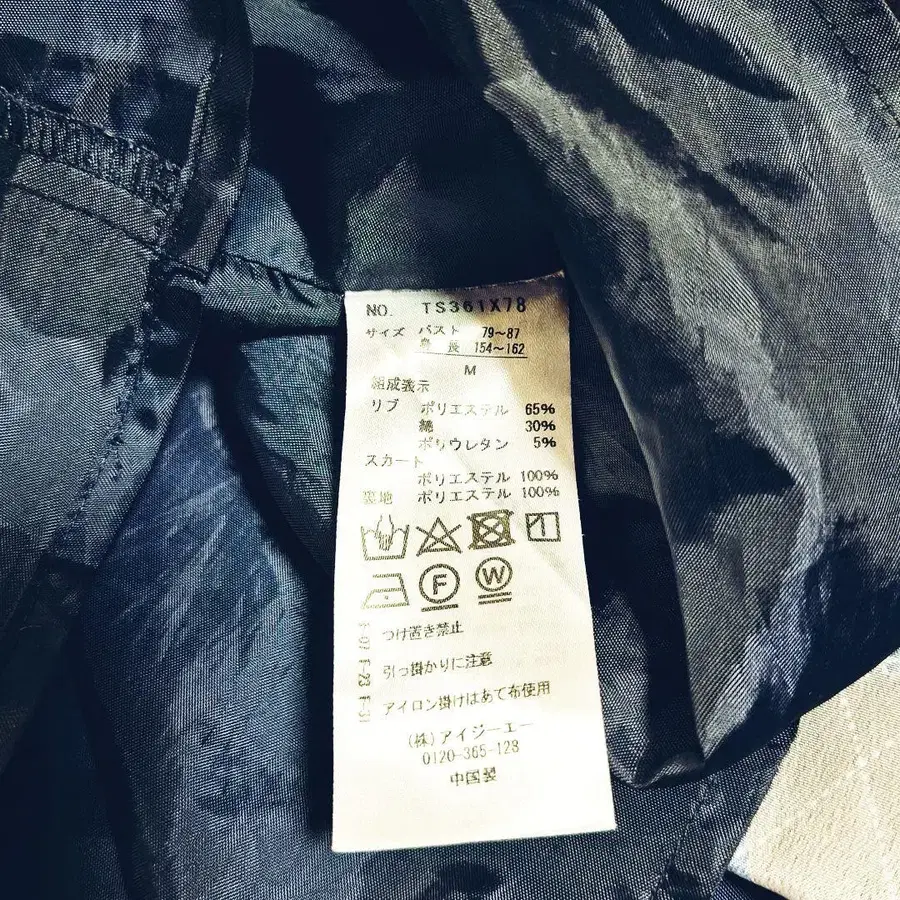 NO. TS361X78
サイズ バスト 79~87
身長 154~162
M
組成表示
リブ ポリエステル 65%
綿 30%
ポリウレタン 5%
スカート
ポリエステル 100%
裏地 ポリエステル 100%
F
W
つけ置き禁止
引っ掛かりに注意
アイロン掛けはあて布使用
(株)アイジーエー
0120-365-128
中国製